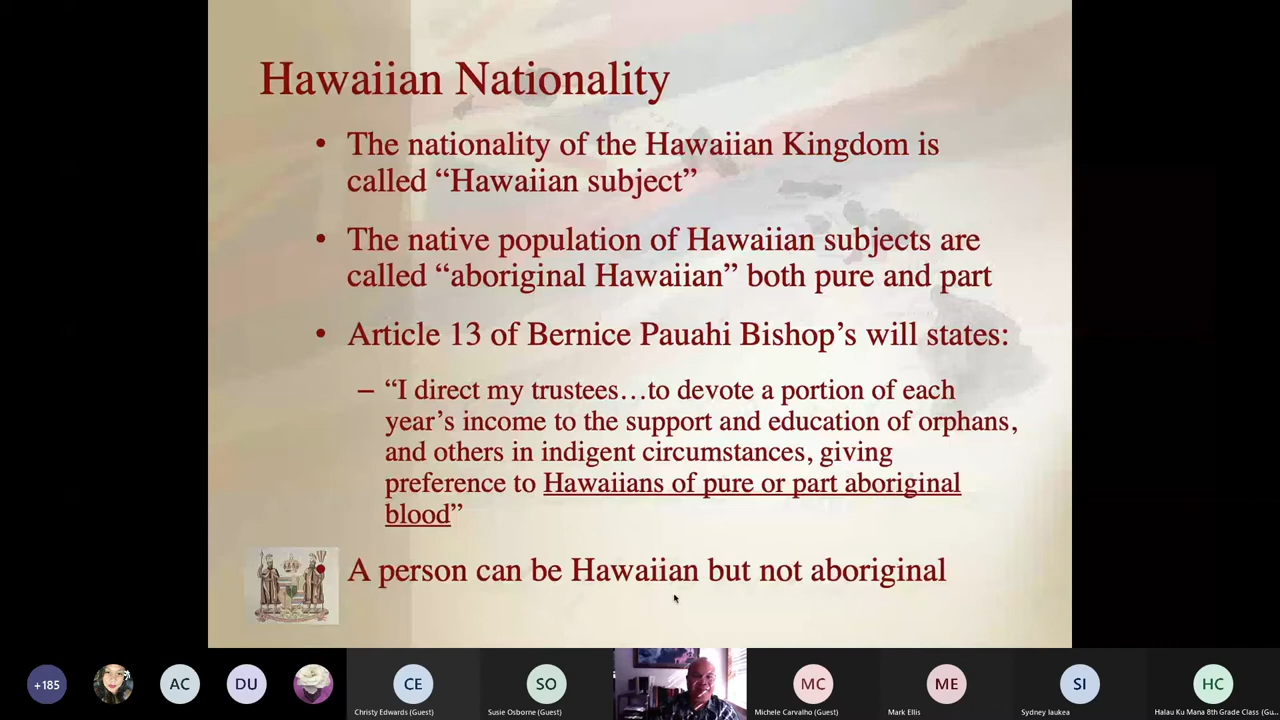 Hawaiian Nationality
• The nationality of the Hawaiian Kingdom is
called “Hawaiian subject”
• The native population of Hawaiian subjects are
called “aboriginal Hawaiian” both pure and part
• Article 13 of Bernice Pauahi Bishop’s will states:
– “I direct my trustees…to devote a portion of each
year’s income to the support and education of orphans,
and others in indigent circumstances, giving
preference to Hawaiians of pure or part aboriginal
blood”
• A person can be Hawaiian but not aboriginal
+185
AC
DU
CE
SO
MC
ME
SI
HC
Christy Edwards (Guest)
Susie Osborne (Guest)
Michele Carvalho (Guest)
Mark Ellis
Sydney Iaukea
Halau Ku Mana 8th Grade Class (Gu...